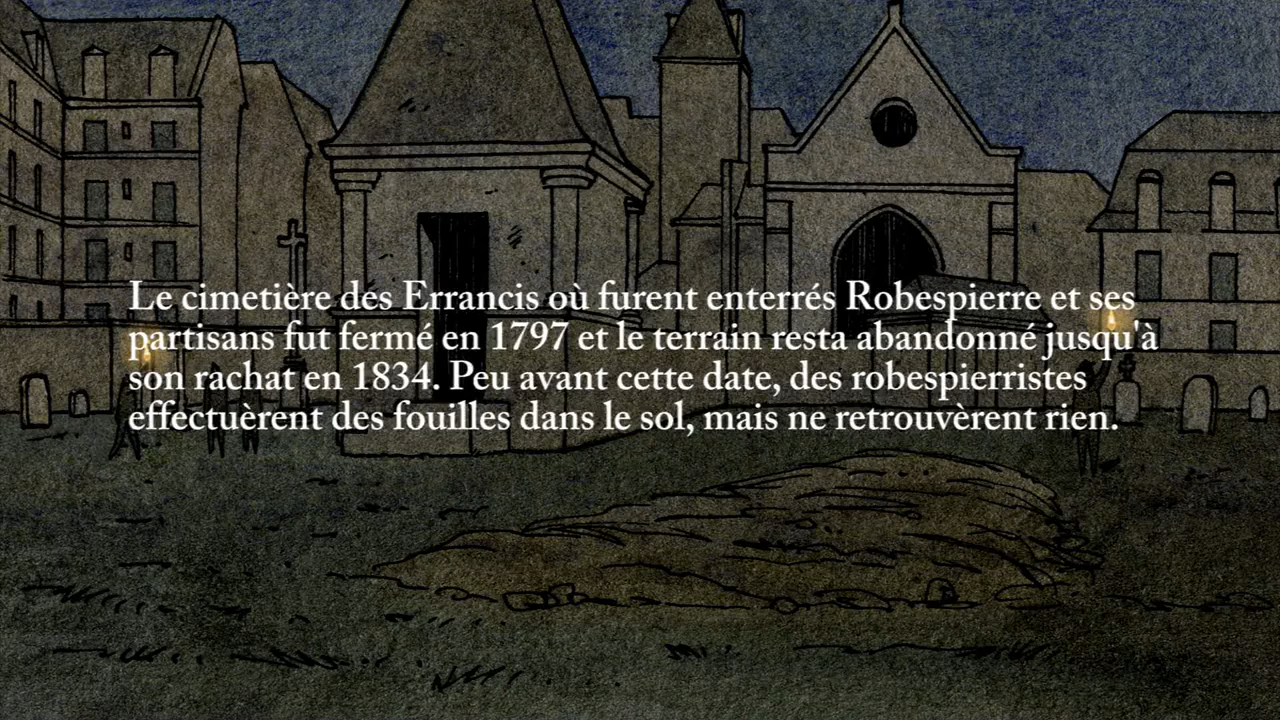 Le cimetière des Errancis où furent enterrés Robespierre et ses
partisans fut fermé en 1797 et le terrain resta abandonné jusqu'à
son rachat en 1834. Peu avant cette date, des robespierristes
effectuèrent des fouilles dans le sol, mais ne retrouvèrent rien.